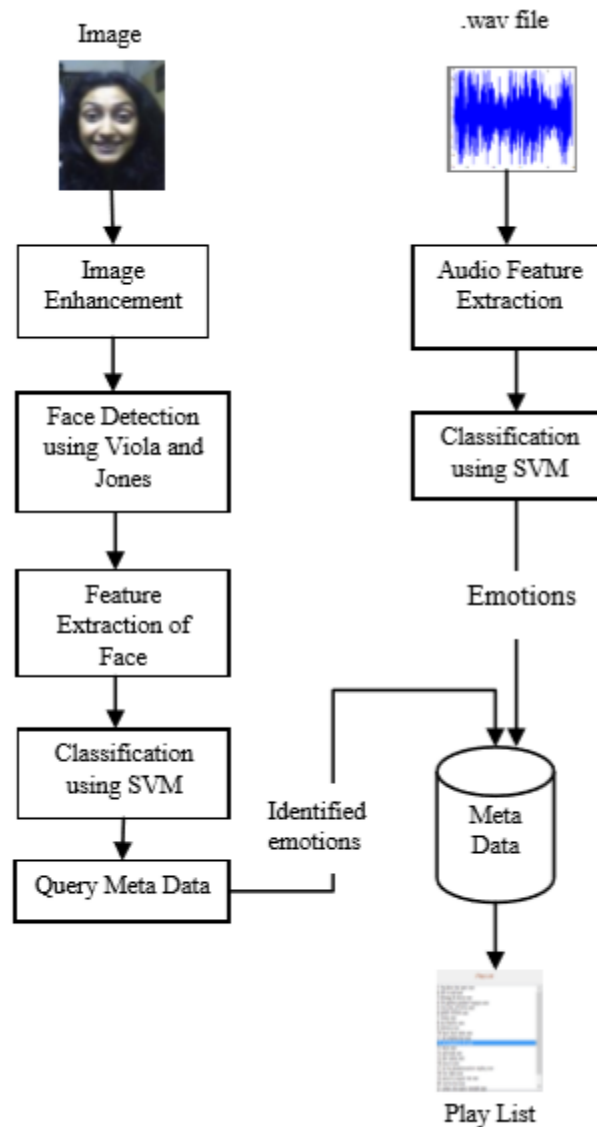 Image
Image
Enhancement
Face Detection
using Viola and
Jones
Feature
Extraction of
Face
Classification
using SVM
Query Meta Data
Identified
emotions
.wav file
Audio Feature
Extraction
Classification
using SVM
Emotions
Meta
Data
Play List